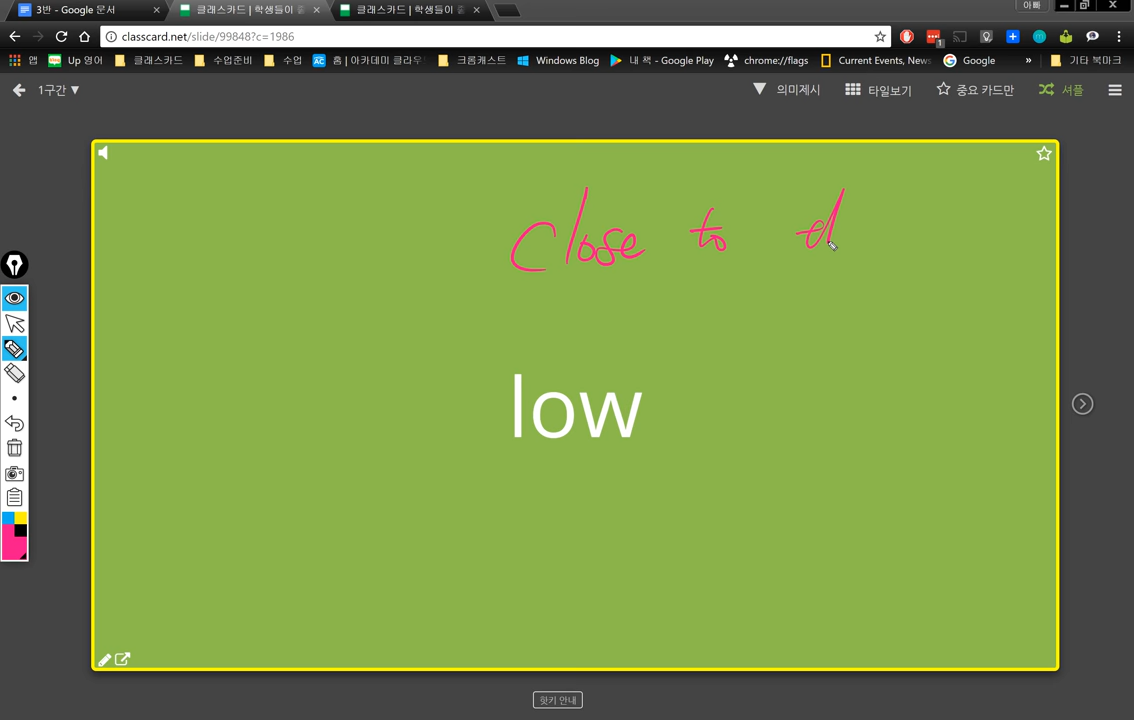 3반 - Google 문서
클래스카드 | 학생들이
클래스카드 | 학생들이
아빠
classcard.net/slide/99848?c=1986
1
앱
Up 영어
클래스카드
수업준비
수업
홈 | 아카데미 클라우
크롬캐스트
Windows Blog
내 책 - Google Play
chrome://flags
Current Events, News
Google
»
기타 북마크
1구간 ▼
의미제시
타일보기
중요 카드만
셔플
Close to d
low
핫키 안내